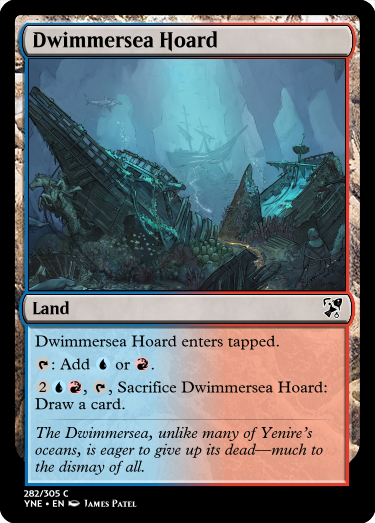 Dwimmersea Hoard
Land
Dwimmersea Hoard enters tapped.
: Add or .
2 , , Sacrifice Dwimmersea Hoard:
Draw a card.
The Dwimmersea, unlike many of Yenire's
oceans, is eager to give up its dead—much to
the dismay of all.
282/305 C
YNE • EN James Patel